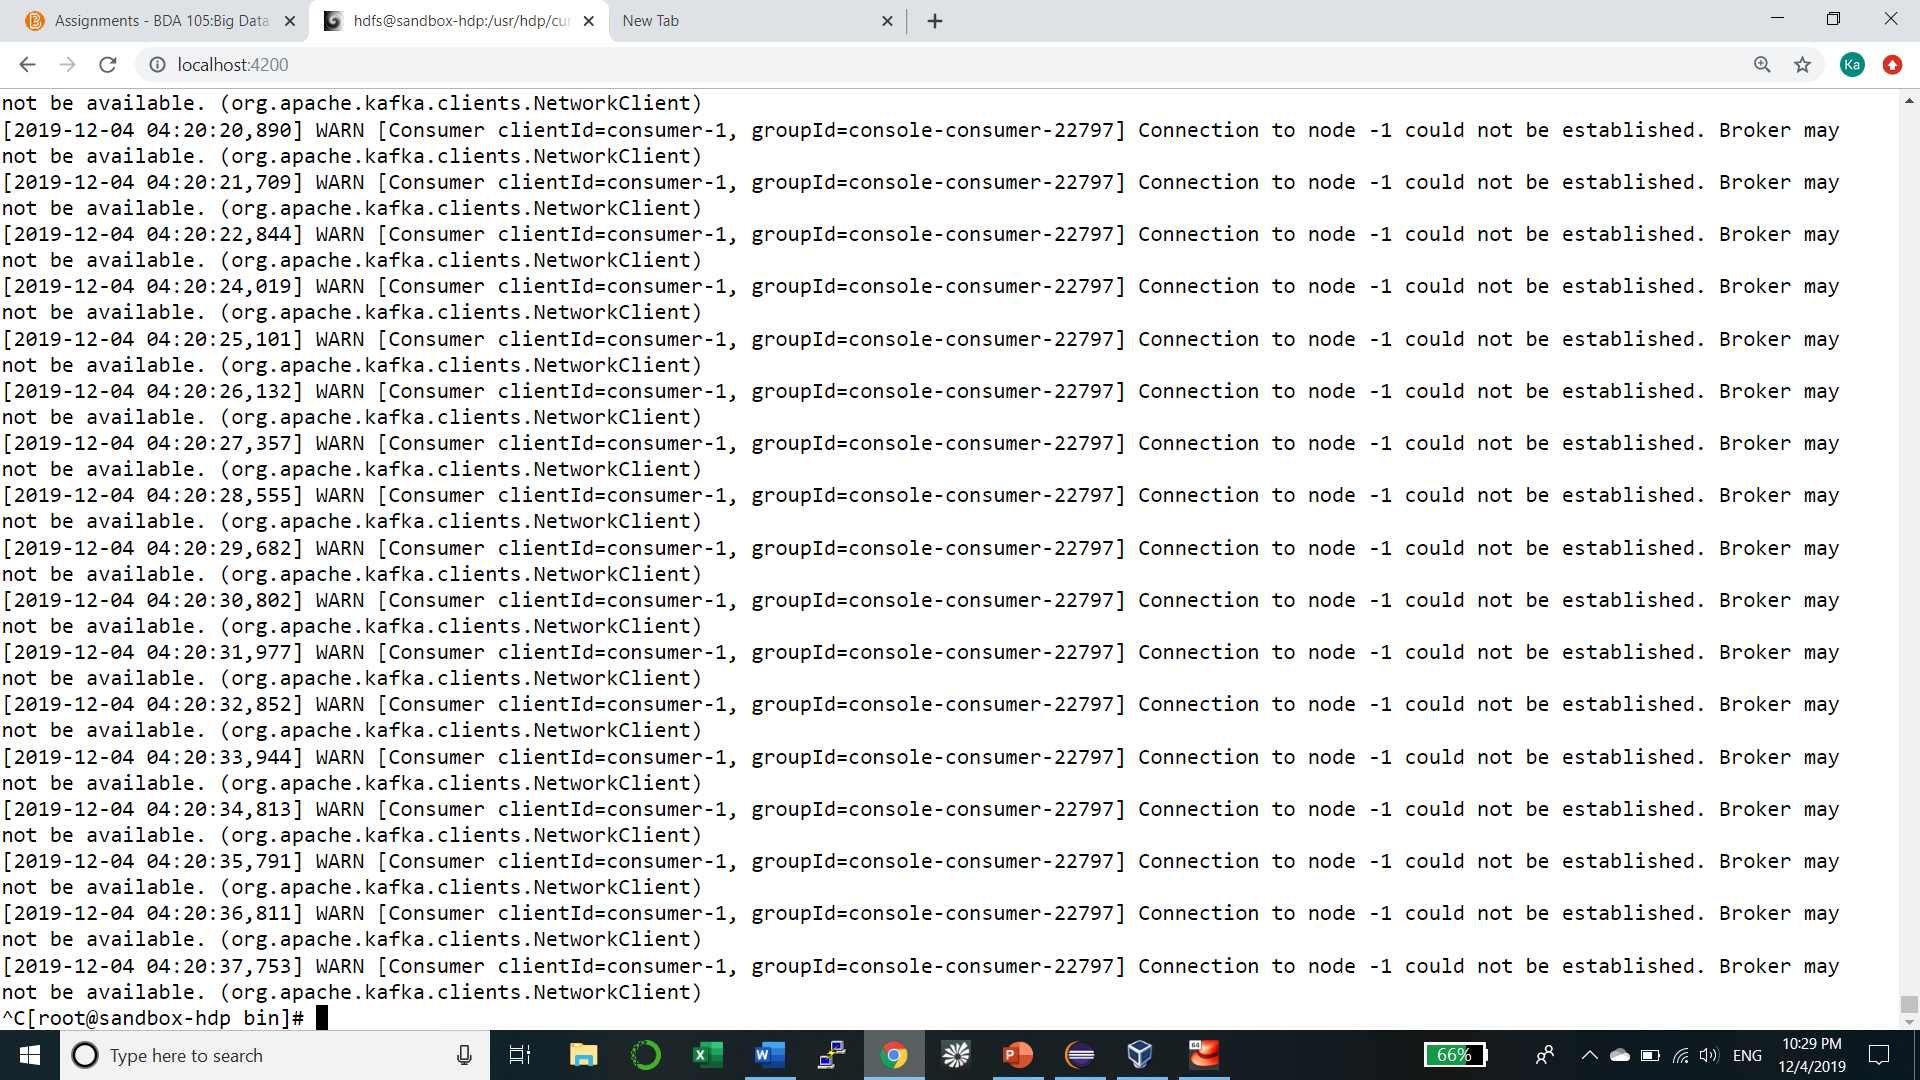 Assignments - BDA 105:Big Data
hdfs@sandbox-hdp:/usr/hdp/cur
New Tab
localhost:4200
Ka
not be available. (org.apache.kafka.clients.NetworkClient)
[2019-12-04 04:20:20,890] WARN [Consumer clientId=consumer-1, groupId=console-consumer-22797] Connection to node -1 could not be established. Broker may
not be available. (org.apache.kafka.clients.NetworkClient)
[2019-12-04 04:20:21,709] WARN [Consumer clientId=consumer-1, groupId=console-consumer-22797] Connection to node -1 could not be established. Broker may
not be available. (org.apache.kafka.clients.NetworkClient)
[2019-12-04 04:20:22,844] WARN [Consumer clientId=consumer-1, groupId=console-consumer-22797] Connection to node -1 could not be established. Broker may
not be available. (org.apache.kafka.clients.NetworkClient)
[2019-12-04 04:20:24,019] WARN [Consumer clientId=consumer-1, groupId=console-consumer-22797] Connection to node -1 could not be established. Broker may
not be available. (org.apache.kafka.clients.NetworkClient)
[2019-12-04 04:20:25,101] WARN [Consumer clientId=consumer-1, groupId=console-consumer-22797] Connection to node -1 could not be established. Broker may
not be available. (org.apache.kafka.clients.NetworkClient)
[2019-12-04 04:20:26,132] WARN [Consumer clientId=consumer-1, groupId=console-consumer-22797] Connection to node -1 could not be established. Broker may
not be available. (org.apache.kafka.clients.NetworkClient)
[2019-12-04 04:20:27,357] WARN [Consumer clientId=consumer-1, groupId=console-consumer-22797] Connection to node -1 could not be established. Broker may
not be available. (org.apache.kafka.clients.NetworkClient)
[2019-12-04 04:20:28,555] WARN [Consumer clientId=consumer-1, groupId=console-consumer-22797] Connection to node -1 could not be established. Broker may
not be available. (org.apache.kafka.clients.NetworkClient)
[2019-12-04 04:20:29,682] WARN [Consumer clientId=consumer-1, groupId=console-consumer-22797] Connection to node -1 could not be established. Broker may
not be available. (org.apache.kafka.clients.NetworkClient)
[2019-12-04 04:20:30,802] WARN [Consumer clientId=consumer-1, groupId=console-consumer-22797] Connection to node -1 could not be established. Broker may
not be available. (org.apache.kafka.clients.NetworkClient)
[2019-12-04 04:20:31,977] WARN [Consumer clientId=consumer-1, groupId=console-consumer-22797] Connection to node -1 could not be established. Broker may
not be available. (org.apache.kafka.clients.NetworkClient)
[2019-12-04 04:20:32,852] WARN [Consumer clientId=consumer-1, groupId=console-consumer-22797] Connection to node -1 could not be established. Broker may
not be available. (org.apache.kafka.clients.NetworkClient)
[2019-12-04 04:20:33,944] WARN [Consumer clientId=consumer-1, groupId=console-consumer-22797] Connection to node -1 could not be established. Broker may
not be available. (org.apache.kafka.clients.NetworkClient)
[2019-12-04 04:20:34,813] WARN [Consumer clientId=consumer-1, groupId=console-consumer-22797] Connection to node -1 could not be established. Broker may
not be available. (org.apache.kafka.clients.NetworkClient)
[2019-12-04 04:20:35,791] WARN [Consumer clientId=consumer-1, groupId=console-consumer-22797] Connection to node -1 could not be established. Broker may
not be available. (org.apache.kafka.clients.NetworkClient)
[2019-12-04 04:20:36,811] WARN [Consumer clientId=consumer-1, groupId=console-consumer-22797] Connection to node -1 could not be established. Broker may
not be available. (org.apache.kafka.clients.NetworkClient)
[2019-12-04 04:20:37,753] WARN [Consumer clientId=consumer-1, groupId=console-consumer-22797] Connection to node -1 could not be established. Broker may
not be available. (org.apache.kafka.clients.NetworkClient)
^C[root@sandbox-hdp bin]#
Type here to search
64
66%
ENG
10:29 PM
12/4/2019